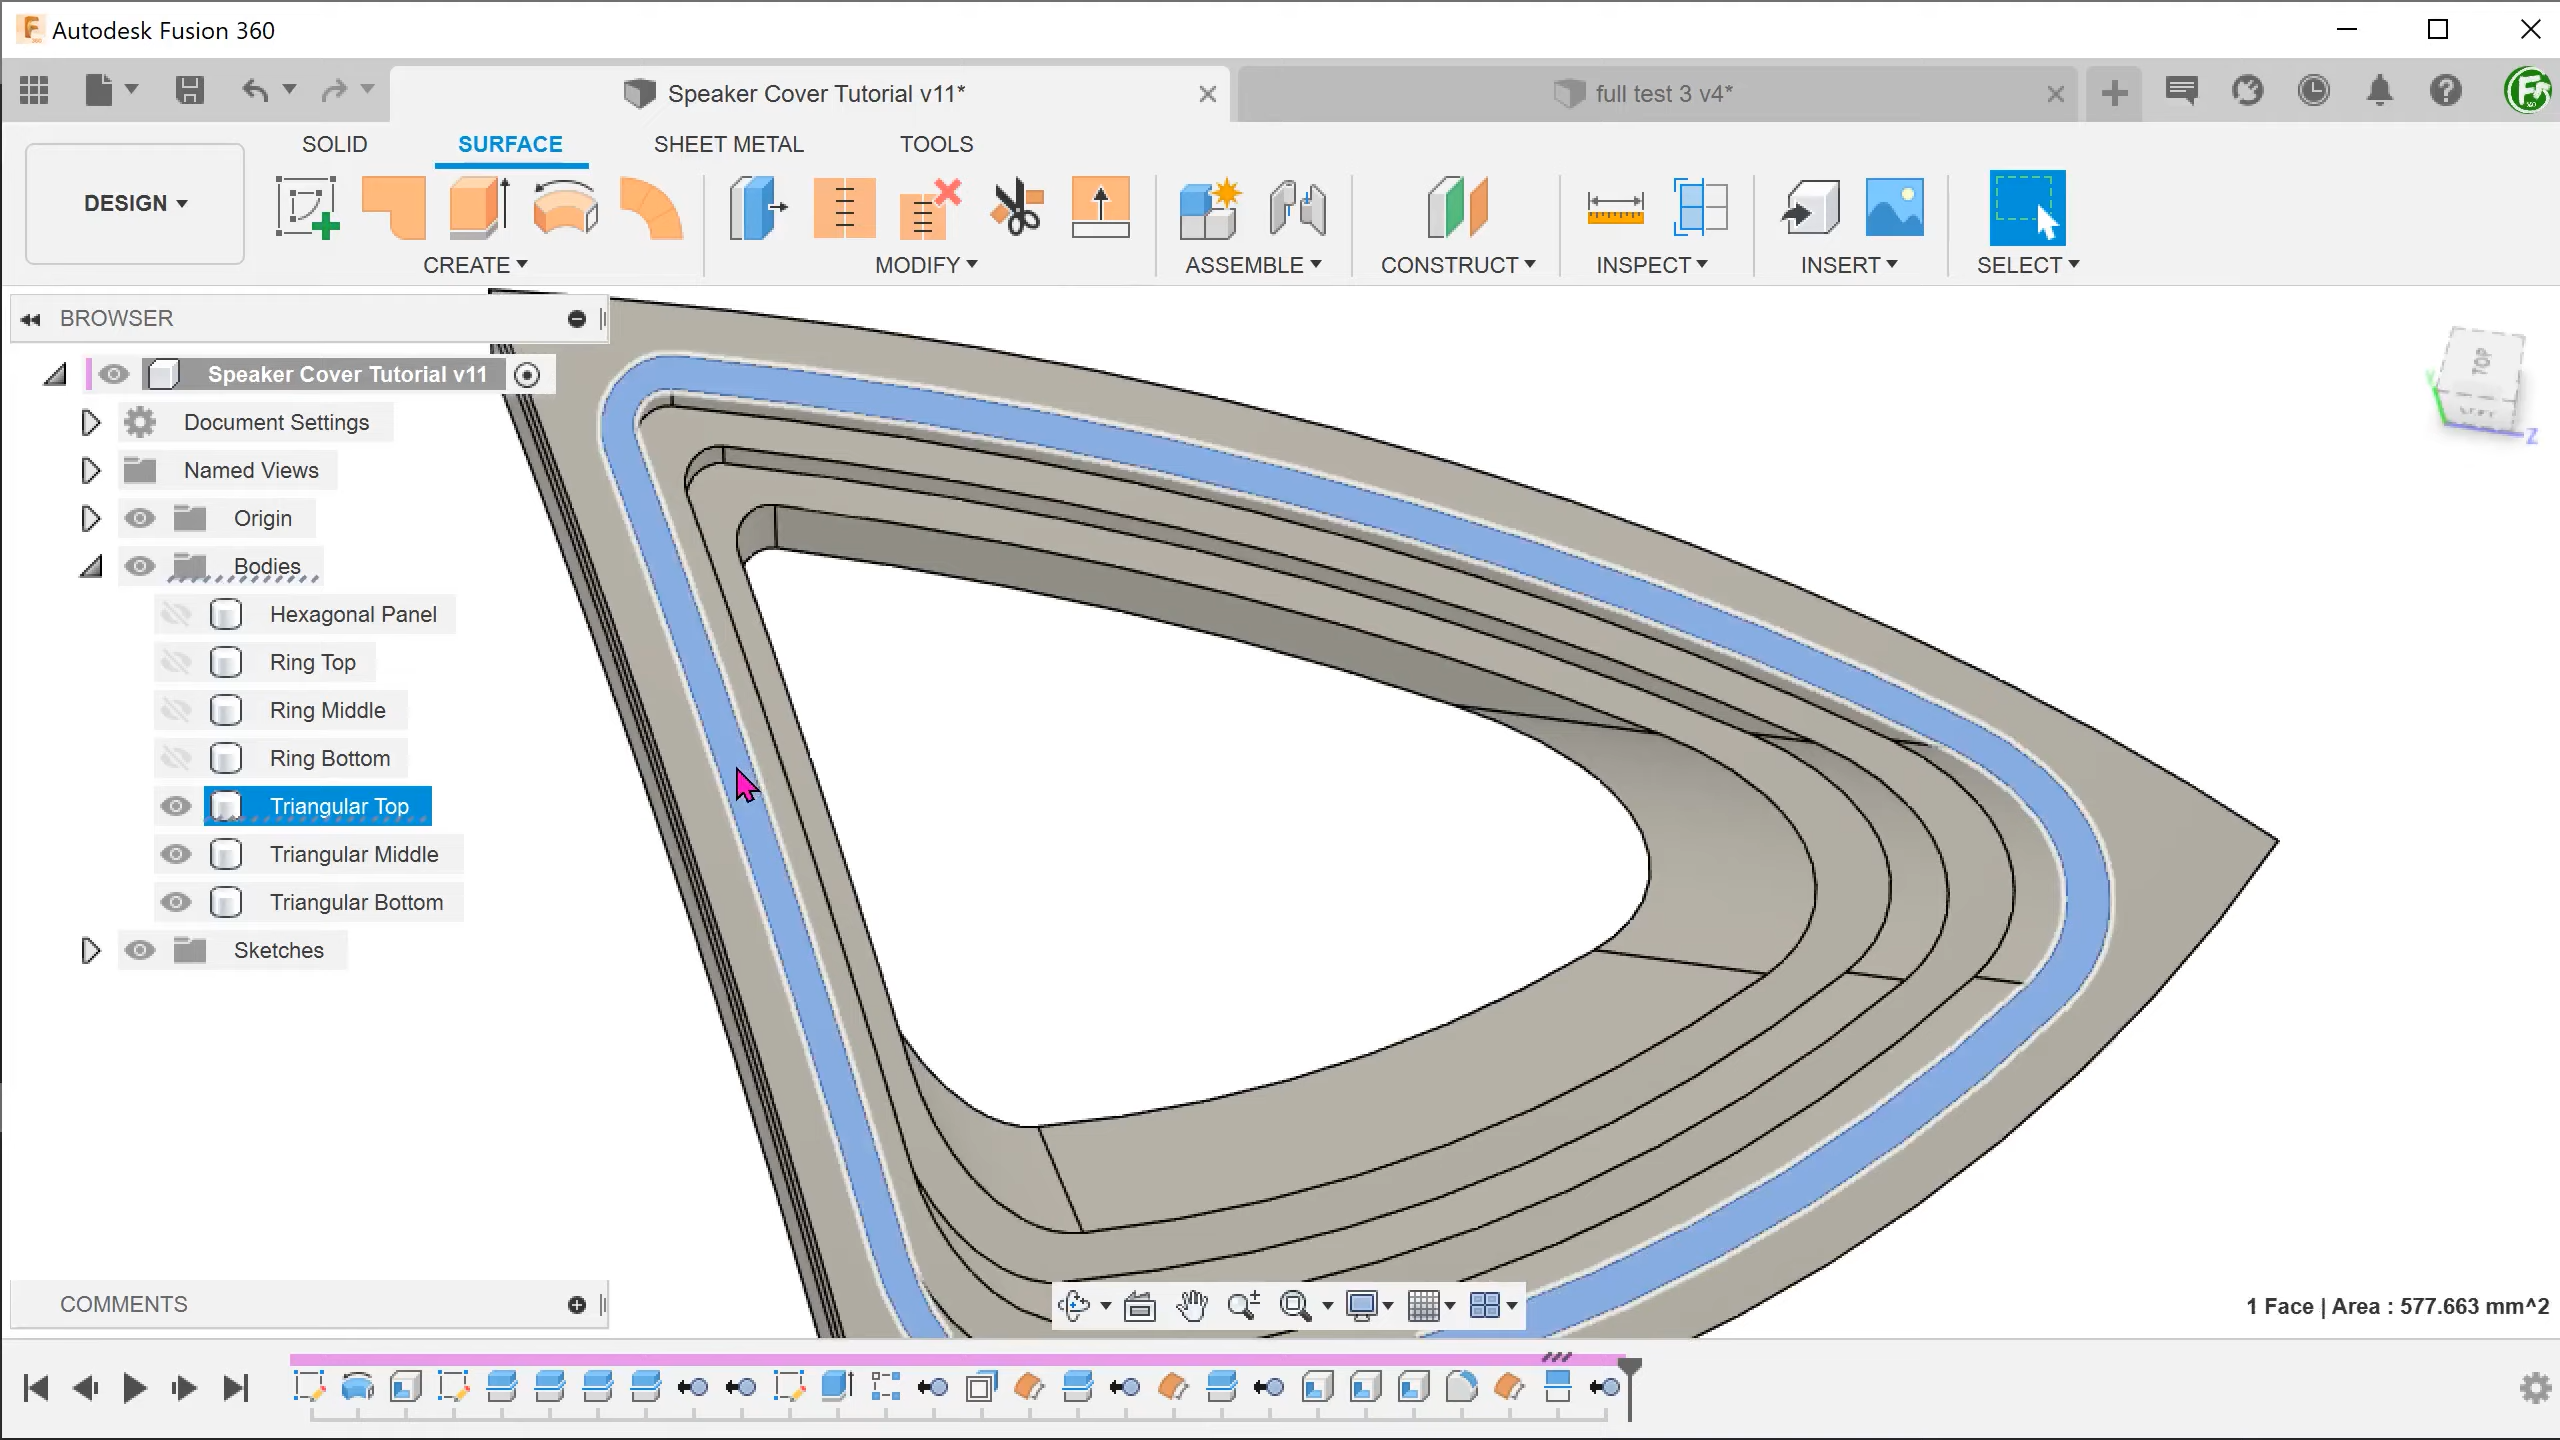 Autodesk Fusion 360
Speaker Cover Tutorial v11*
full test 3 v4*
SOLID
SURFACE
SHEET METAL
TOOLS
DESIGN
CREATE
MODIFY
ASSEMBLE
CONSTRUCT
INSPECT
INSERT
SELECT
BROWSER
Speaker Cover Tutorial v11
Document Settings
Named Views
Origin
Bodies
Hexagonal Panel
Ring Top
Ring Middle
Ring Bottom
Triangular Top
Triangular Middle
Triangular Bottom
Sketches
TOP
Z
COMMENTS
1 Face | Area : 577.663 mm^2